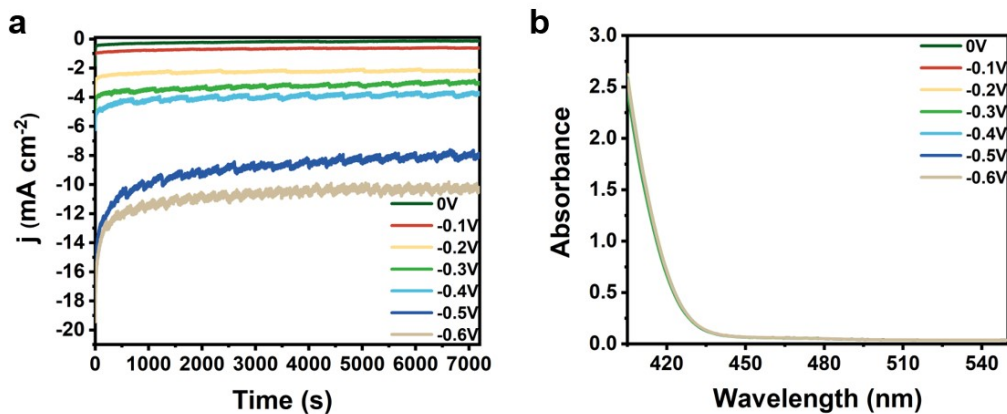 a
0
-2
-4
-6
-8
-10
-12
-14
-16
-18
-20
j (mA cm⁻²)
0V
-0.1V
-0.2V
-0.3V
-0.4V
-0.5V
-0.6V
0 1000 2000 3000 4000 5000 6000 7000
Time (s)
b
3.0
2.5
2.0
1.5
1.0
0.5
0.0
Absorbance
0V
-0.1V
-0.2V
-0.3V
-0.4V
-0.5V
-0.6V
420 450 480 510 540
Wavelength (nm)